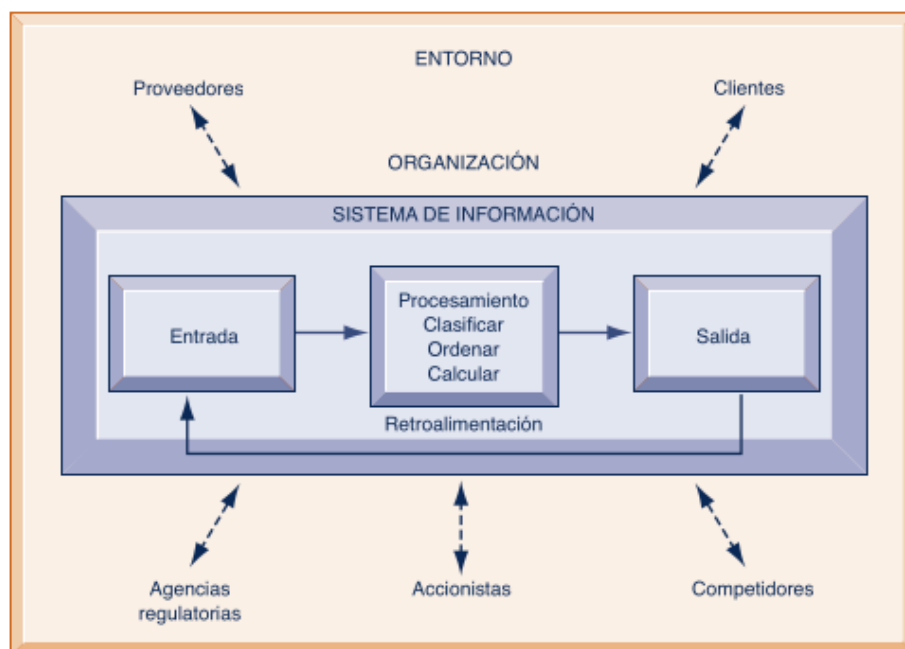 ENTORNO
Proveedores
Clientes
ORGANIZACIÓN
SISTEMA DE INFORMACIÓN
Entrada
Procesamiento
Clasificar
Ordenar
Calcular
Salida
Retroalimentación
Agencias
regulatorias
Accionistas
Competidores